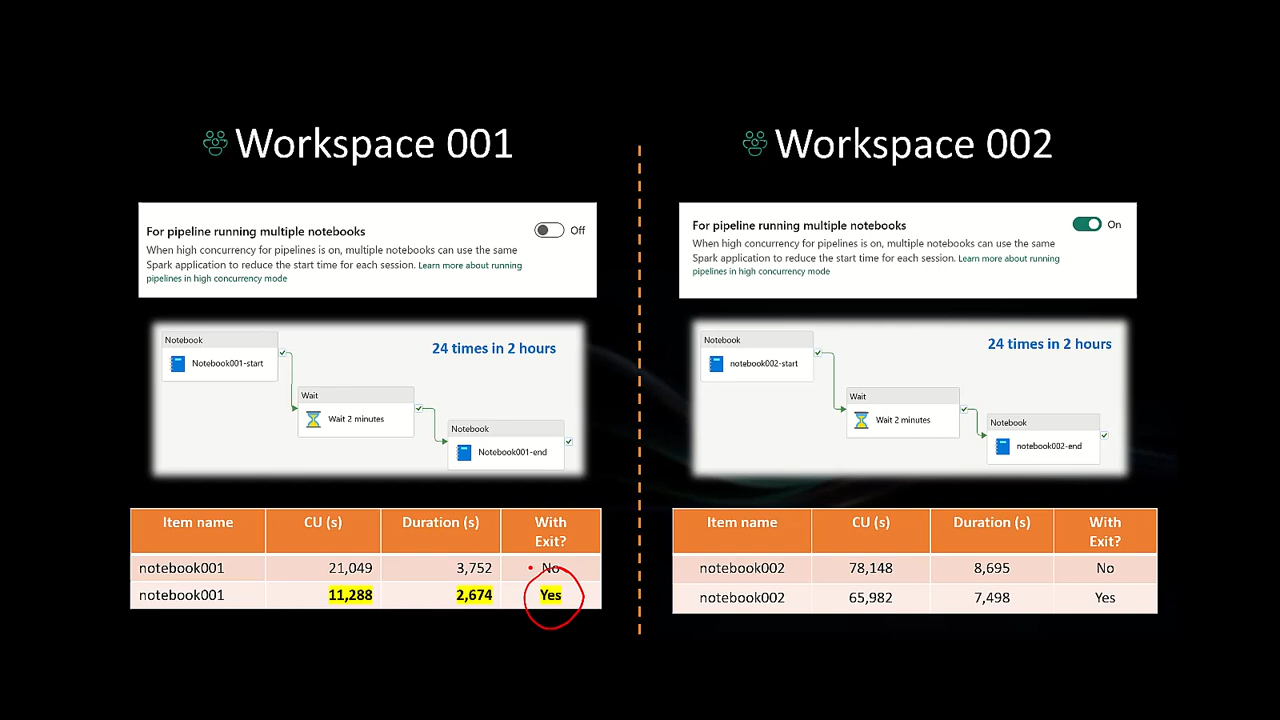 Workspace 001
For pipeline running multiple notebooks
Off
When high concurrency for pipelines is on, multiple notebooks can use the same
Spark application to reduce the start time for each session. Learn more about running
pipelines in high concurrency mode
Notebook
Notebook001-start
24 times in 2 hours
Wait
Wait 2 minutes
Notebook
Notebook001-end
Item name CU (s) Duration (s) With
Exit?
notebook001 21,049 3,752 No
notebook001 11,288 2,674 Yes
Workspace 002
For pipeline running multiple notebooks
On
When high concurrency for pipelines is on, multiple notebooks can use the same
Spark application to reduce the start time for each session. Learn more about running
pipelines in high concurrency mode
Notebook
notebook002-start
24 times in 2 hours
Wait
Wait 2 minutes
Notebook
notebook002-end
Item name CU (s) Duration (s) With
Exit?
notebook002 78,148 8,695 No
notebook002 65,982 7,498 Yes